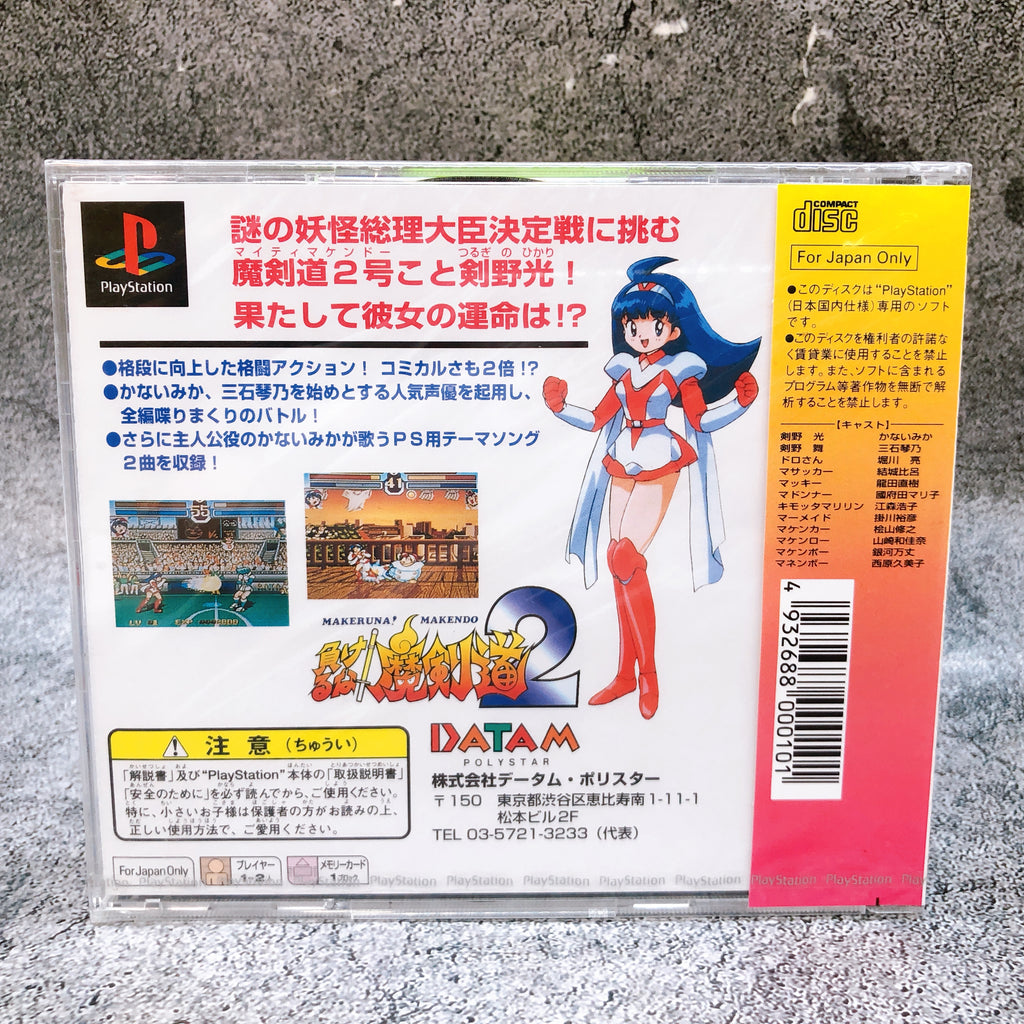 PlayStation
謎の妖怪総理大臣決定戦に挑む
マイティマケンドー
つるぎ の ひかり
魔剣道２号こと剣野光！
果たして彼女の運命は!?
●格段に向上した格闘アクション！ コミカルさも２倍!?
●かないみか、三石琴乃を始めとする人気声優を起用し、
全編喋りまくりのバトル！
●さらに主人公役のかないみかが歌うＰＳ用テーマソング
２曲を収録！
55
41
MAKERUNA! MAKENDO
負けるな！魔剣道2
DATAM
POLYSTAR
株式会社データム・ポリスター
〒150 東京都渋谷区恵比寿南1-11-1
松本ビル2F
TEL 03-5721-3233（代表）
注意（ちゅうい）
「解説書」及び“PlayStation”本体の「取扱説明書」
「安全のために」を必ず読んでから、ご使用ください。
特に、小さいお子様は保護者の方がお読みの上、
正しい使用方法で、ご愛用ください。
For Japan Only
プレイヤー
1-2人
メモリーカード
1ブロック
PlayStation PlayStation PlayStation PlayStation PlayStation PlayStation PlayStation
COMPACT
disc
For Japan Only
●このディスクは“PlayStation”
（日本国内仕様）専用のソフト
です。
●このディスクを権利者の許諾な
く賃貸業に使用することを禁止
します。また、ソフトに含まれる
プログラム等著作物を無断で解
析することを禁止します。
【キャスト】
剣野 光 かないみか
剣野 舞 三石琴乃
ドロさん 堀川 亮
マサッカー 結城比呂
マッキー 龍田直樹
マドンナー 國府田マリ子
キモッタマリリン 江森浩子
マーメイド 掛川裕彦
マケンカー 桧山修之
マケンロー 山崎和佳奈
マケンボー 銀河万丈
マネンボー 西原久美子
4 932688 000101